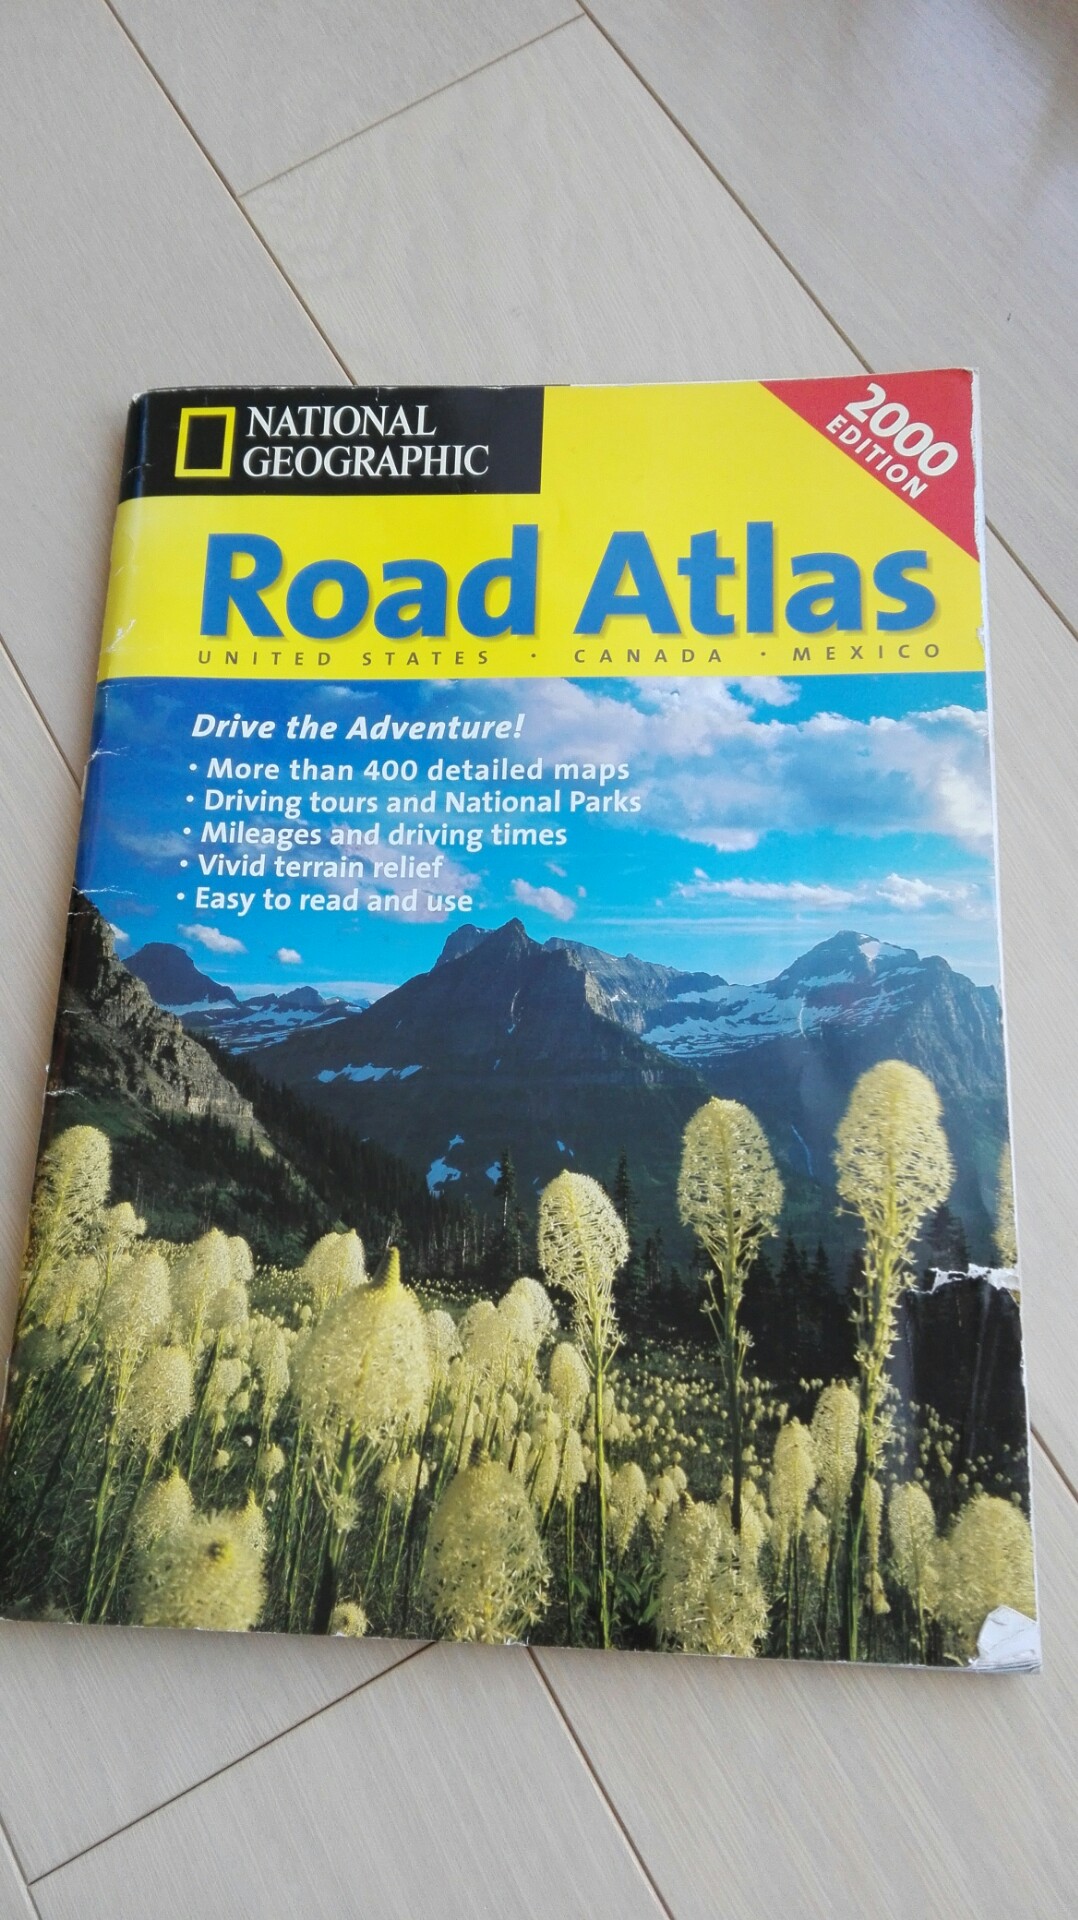 NATIONAL
GEOGRAPHIC
2000
EDITION
Road Atlas
UNITED STATES · CANADA · MEXICO
Drive the Adventure!
• More than 400 detailed maps
• Driving tours and National Parks
• Mileages and driving times
• Vivid terrain relief
• Easy to read and use